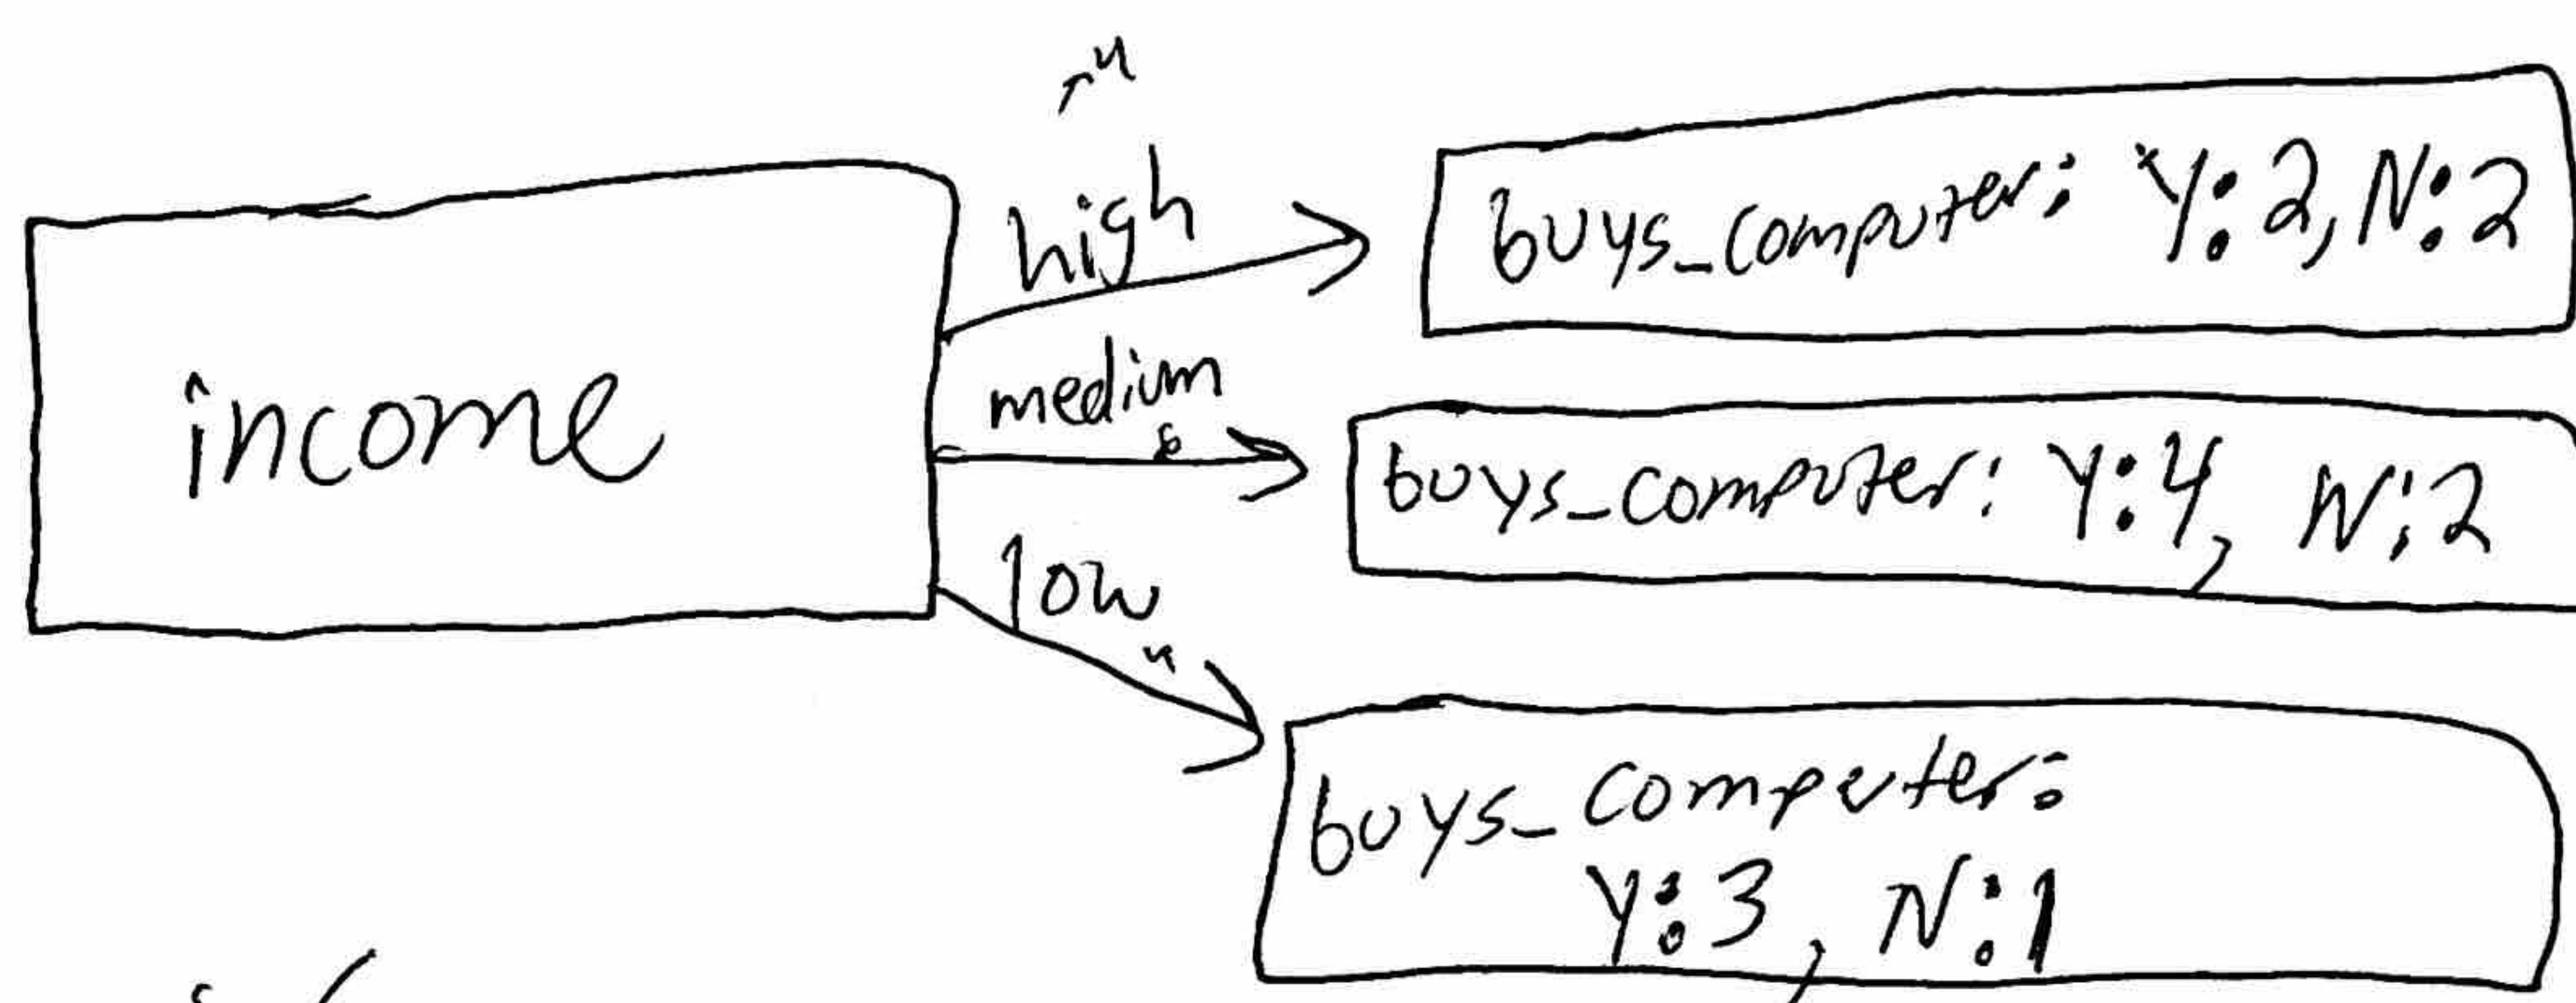 high
buys_computer: Y:2, N:2
income
medium
buys_computer: Y:4, N:2
low
buys_computer:
Y:3, N:1